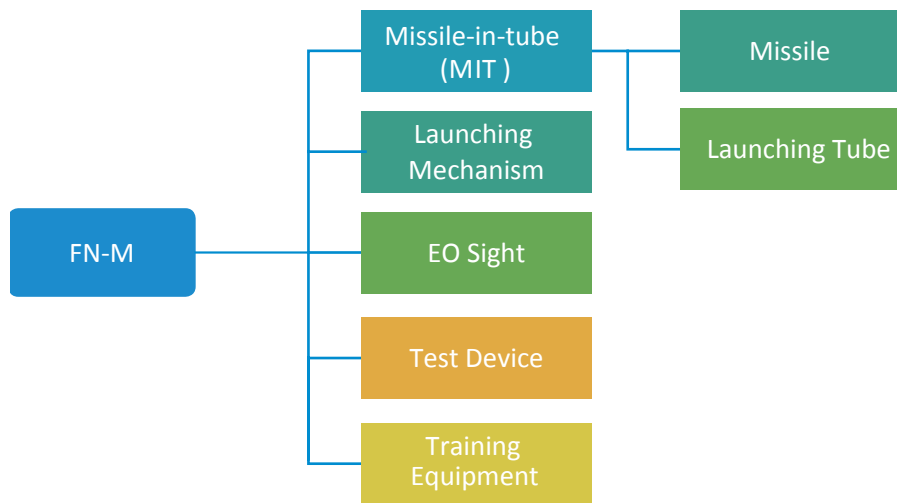 Missile-in-tube
(MIT )
Missile
Launching Tube
Launching
Mechanism
FN-M
EO Sight
Test Device
Training
Equipment